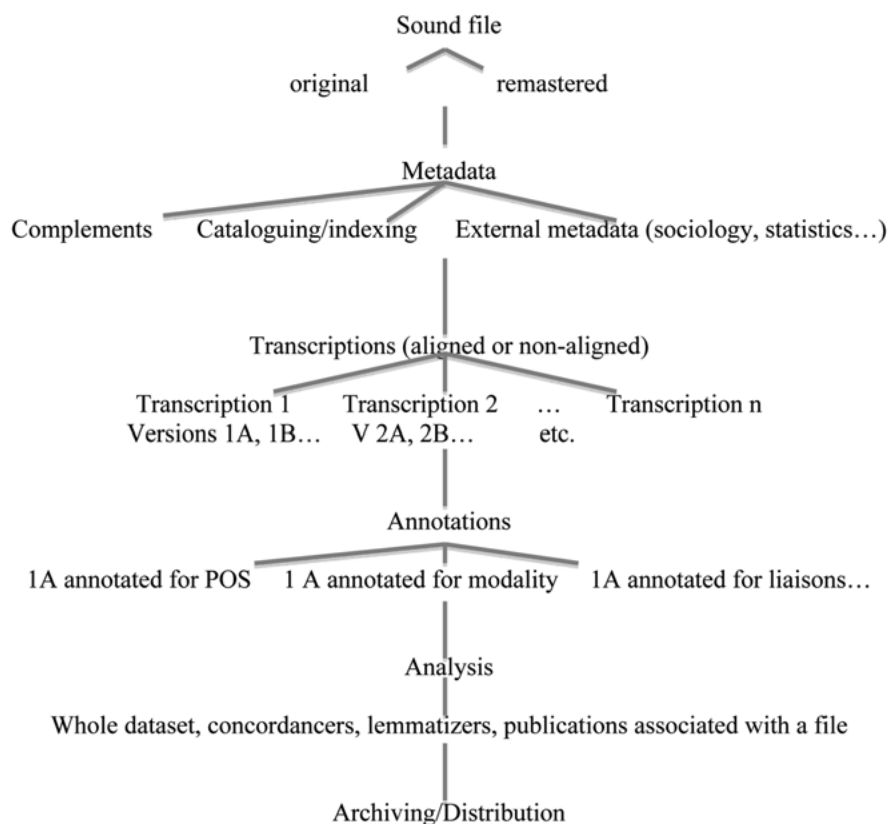 Sound file
original remastered
Metadata
Complements Cataloguing/indexing External metadata (sociology, statistics…)
Transcriptions (aligned or non-aligned)
Transcription 1 Transcription 2 … Transcription n
Versions 1A, 1B… V 2A, 2B… etc.
Annotations
1A annotated for POS 1 A annotated for modality 1A annotated for liaisons…
Analysis
Whole dataset, concordancers, lemmatizers, publications associated with a file
Archiving/Distribution